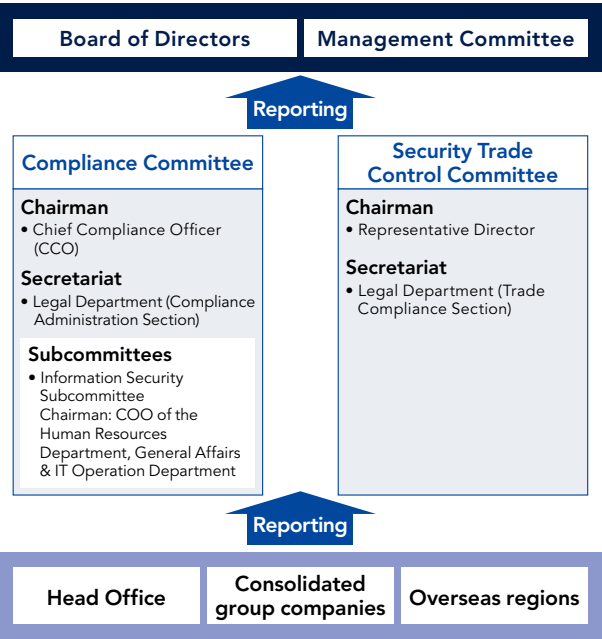 Board of Directors
Management Committee
Reporting
Compliance Committee
Chairman
• Chief Compliance Officer
(CCO)
Secretariat
• Legal Department (Compliance
Administration Section)
Subcommittees
• Information Security
Subcommittee
Chairman: COO of the
Human Resources
Department, General Affairs
& IT Operation Department
Security Trade
Control Committee
Chairman
• Representative Director
Secretariat
• Legal Department (Trade
Compliance Section)
Reporting
Head Office
Consolidated
group companies
Overseas regions